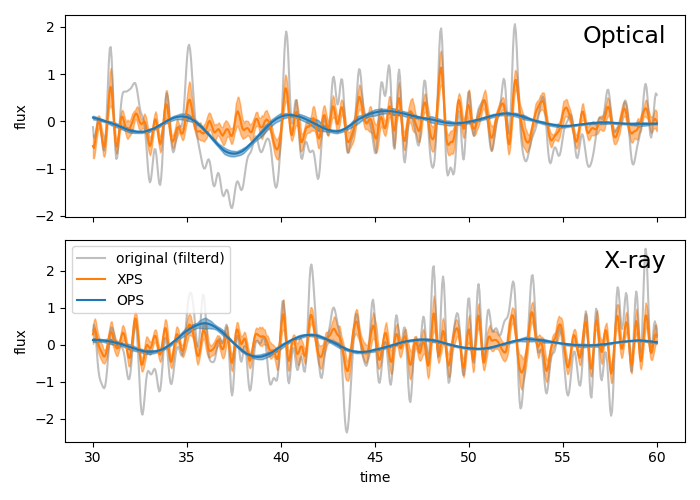 2
1
0
−1
−2
flux
Optical
2
1
0
−1
−2
flux
original (filterd)
XPS
OPS
X-ray
30
35
40
45
50
55
60
time